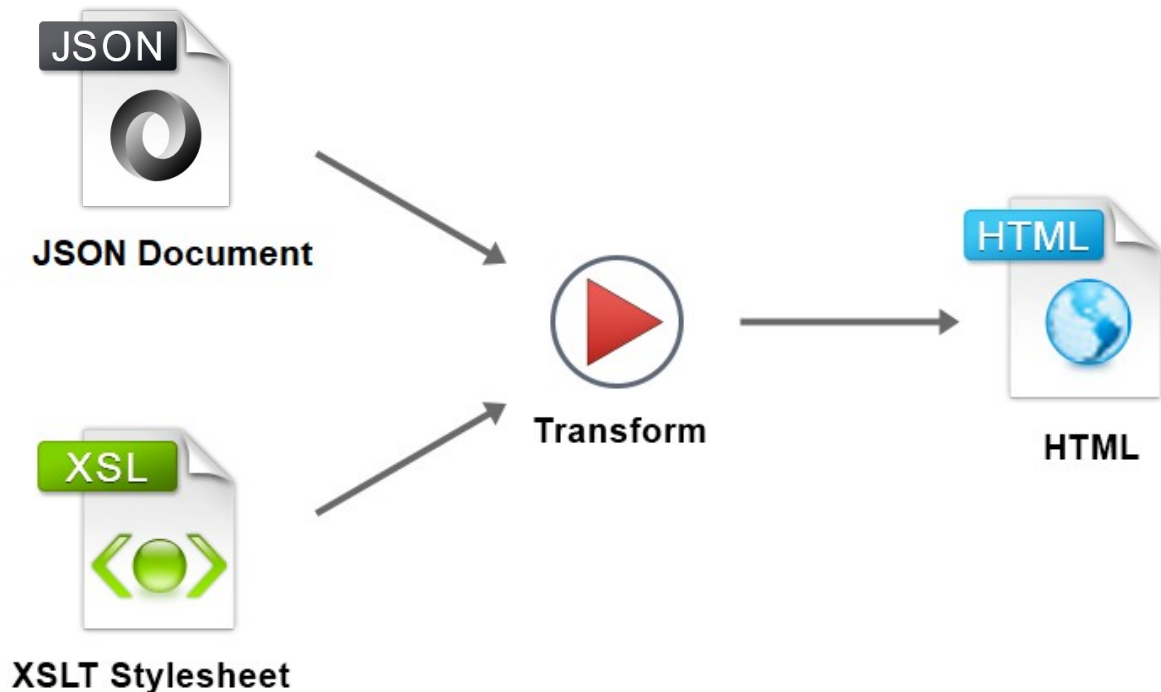 JSON
JSON Document
HTML
Transform
HTML
XSL
XSLT Stylesheet